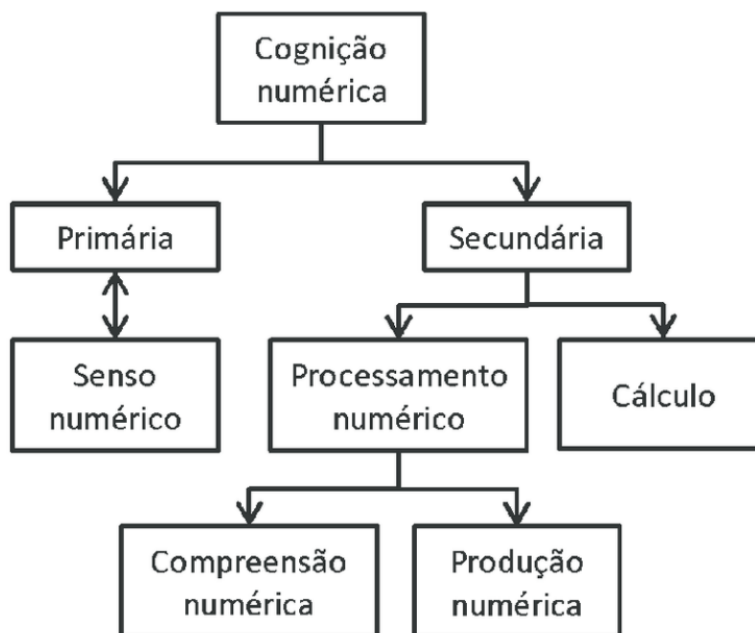 Cognição
numérica
Primária
Secundária
Senso
numérico
Processamento
numérico
Cálculo
Compreensão
numérica
Produção
numérica